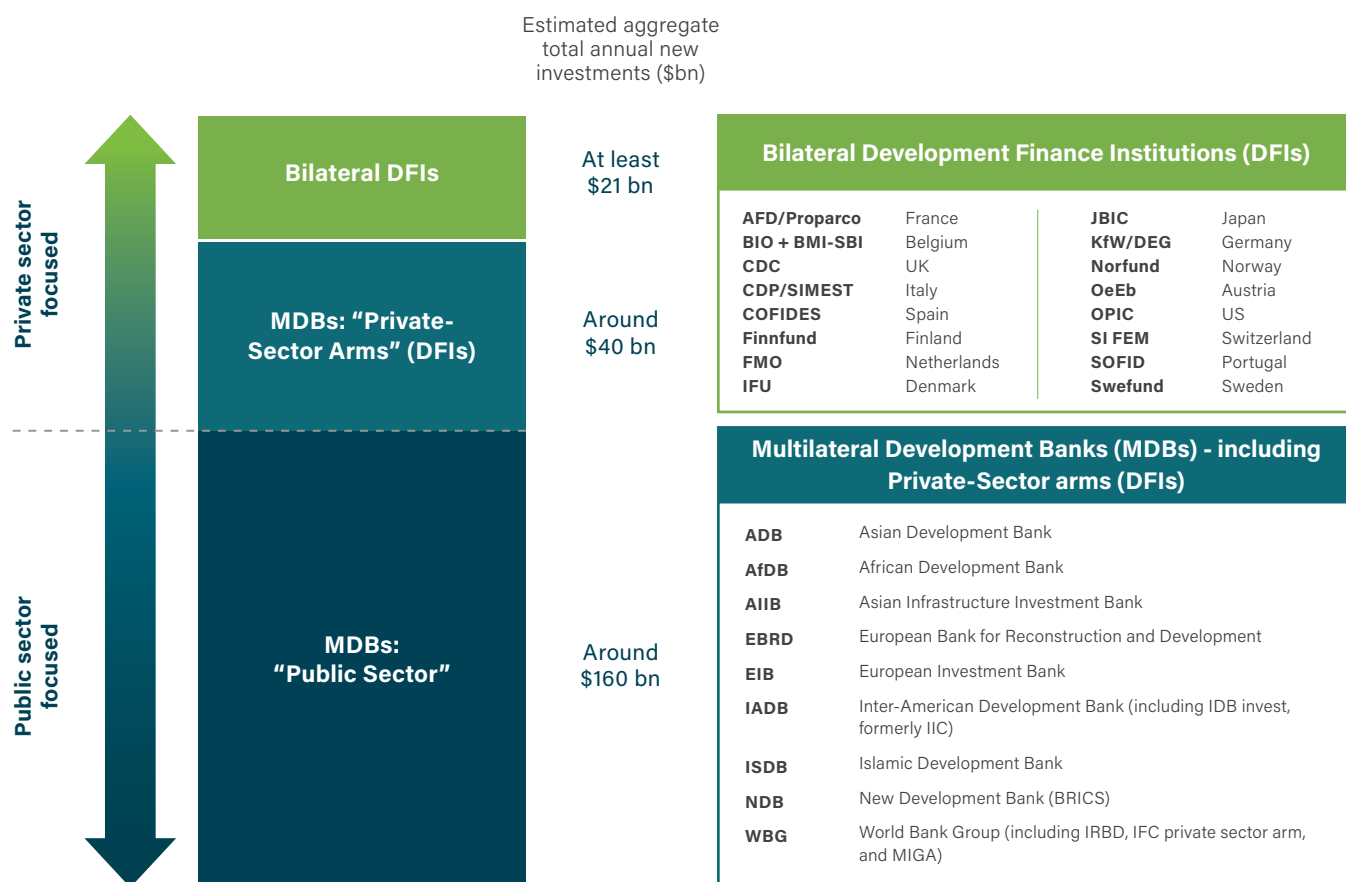 Estimated aggregate
total annual new
investments ($bn)
Private sector
focused
Public sector
focused
Bilateral DFIs
At least
$21 bn
MDBs: “Private-
Sector Arms” (DFIs)
Around
$40 bn
MDBs:
“Public Sector”
Around
$160 bn
Bilateral Development Finance Institutions (DFIs)
AFD/Proparco France
BIO + BMI-SBI Belgium
CDC UK
CDP/SIMEST Italy
COFIDES Spain
Finnfund Finland
FMO Netherlands
IFU Denmark
JBIC Japan
KfW/DEG Germany
Norfund Norway
OeEb Austria
OPIC US
SI FEM Switzerland
SOFID Portugal
Swefund Sweden
Multilateral Development Banks (MDBs) - including
Private-Sector arms (DFIs)
ADB Asian Development Bank
AfDB African Development Bank
AIIB Asian Infrastructure Investment Bank
EBRD European Bank for Reconstruction and Development
EIB European Investment Bank
IADB Inter-American Development Bank (including IDB invest,
formerly IIC)
ISDB Islamic Development Bank
NDB New Development Bank (BRICS)
WBG World Bank Group (including IRBD, IFC private sector arm,
and MIGA)